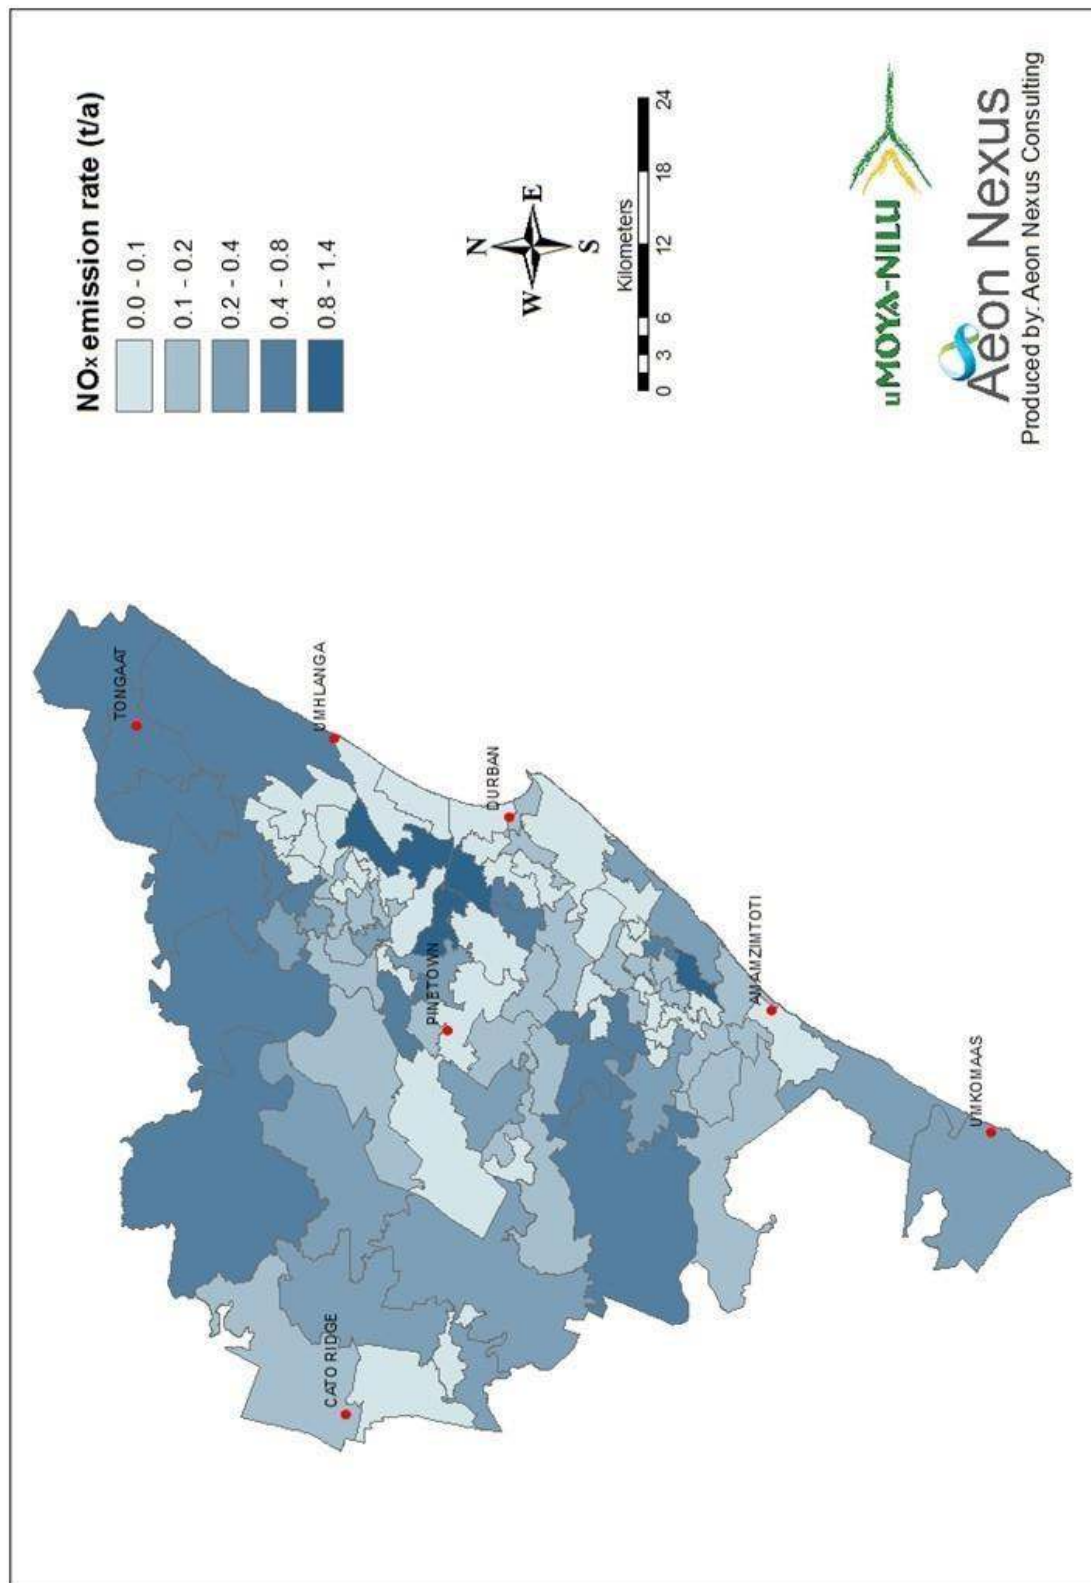 NOx emission rate (t/a)
0.0 - 0.1
0.1 - 0.2
0.2 - 0.4
0.4 - 0.8
0.8 - 1.4
N
W
E
S
Kilometers
0 3 6 12 18 24
uMOYA-NILU
Aeon Nexus
Produced by: Aeon Nexus Consulting
TONGAAT
UMHLANGA
CATO RIDGE
PINETOWN
DURBAN
AMAMZIMTOTI
UMKOMAAS